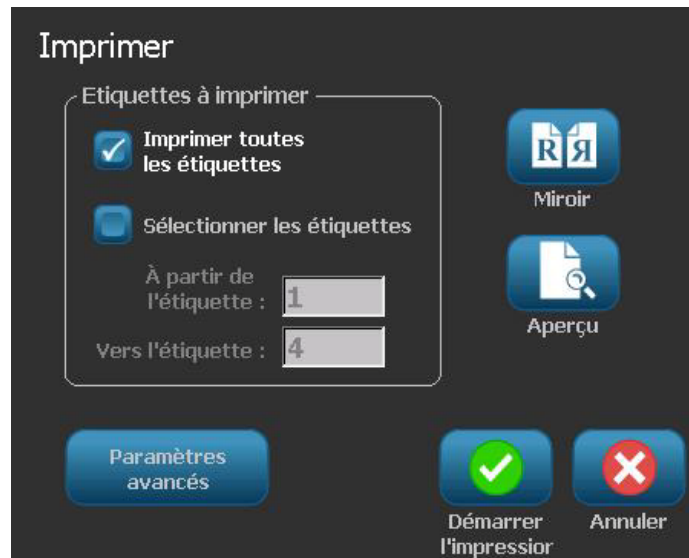 Imprimer
Etiquettes à imprimer
Imprimer toutes
les étiquettes
Sélectionner les étiquettes
À partir de
l'étiquette :
1
Vers l'étiquette :
4
R Я
Miroir
Aperçu
Paramètres
avancés
Démarrer
l'impressior
Annuler